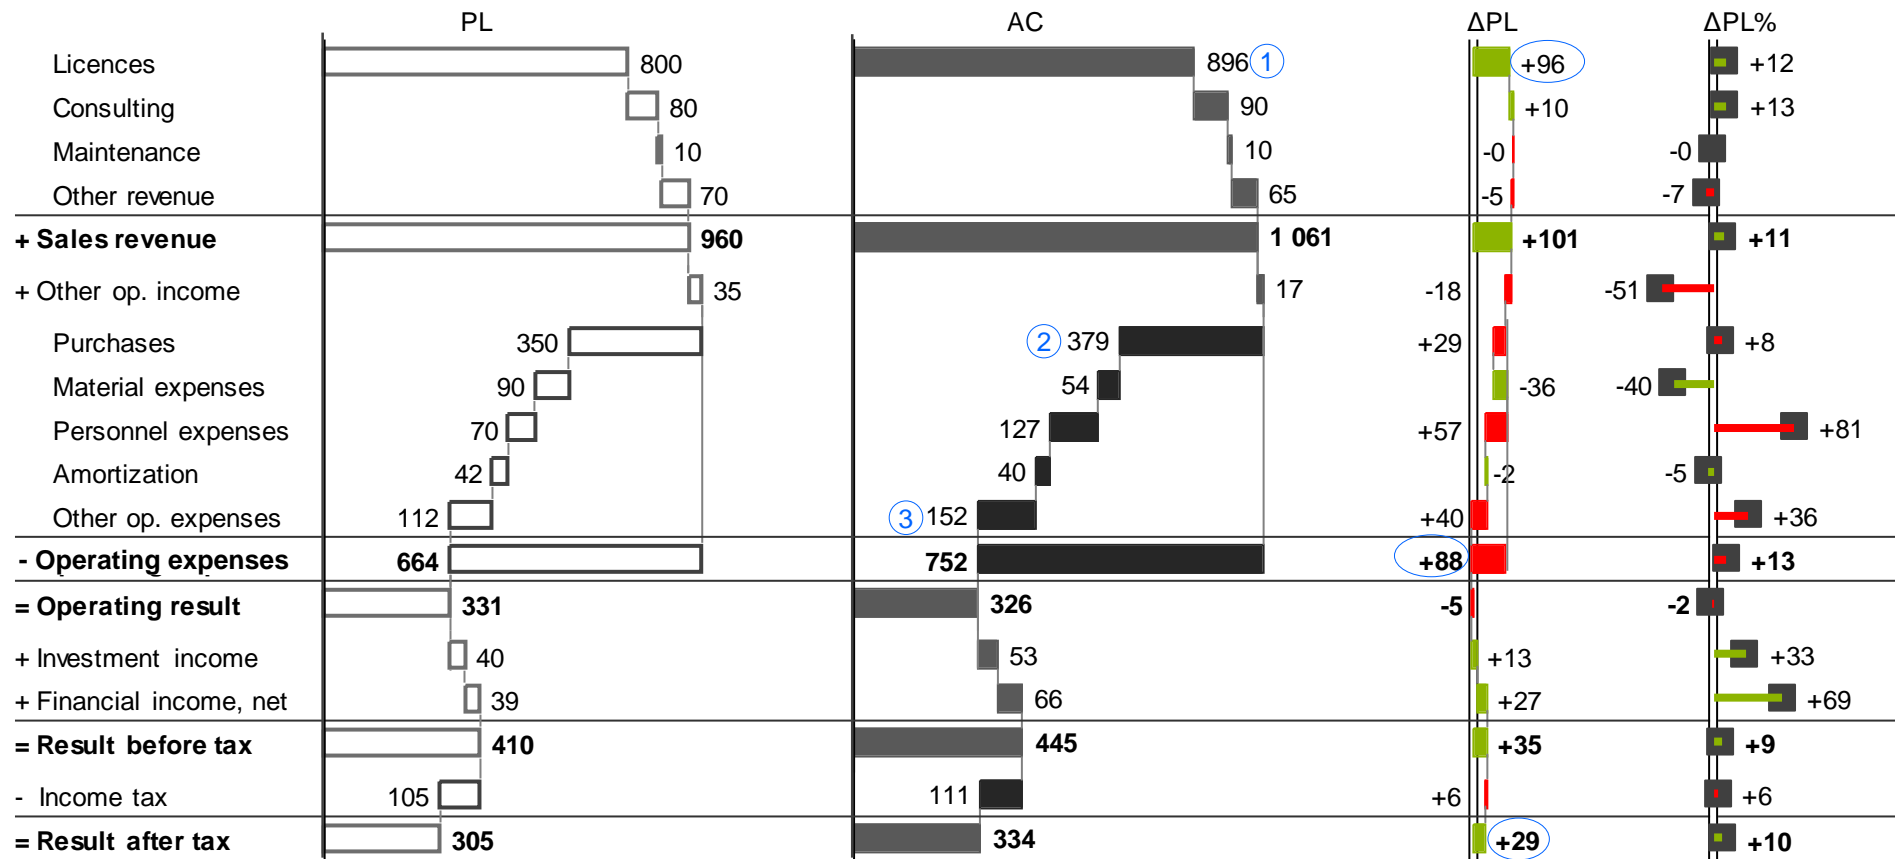 PL AC ΔPL ΔPL%
Licences 800 896 1 +96 +12
Consulting 80 90 +10 +13
Maintenance 10 10 -0 -0
Other revenue 70 65 -5 -7
+ Sales revenue 960 1 061 +101 +11
+ Other op. income 35 17 -18 -51
Purchases 350 2 379 +29 +8
Material expenses 90 54 -36 -40
Personnel expenses 70 127 +57 +81
Amortization 42 40 -2 -5
Other op. expenses 112 3 152 +40 +36
- Operating expenses 664 752 +88 +13
= Operating result 331 326 -5 -2
+ Investment income 40 53 +13 +33
+ Financial income, net 39 66 +27 +69
= Result before tax 410 445 +35 +9
- Income tax 105 111 +6 +6
= Result after tax 305 334 +29 +10